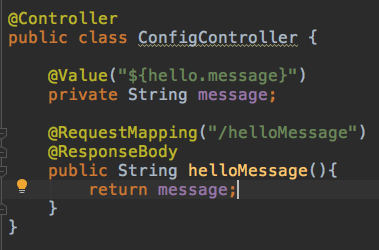 @Controller
public class ConfigController {
@Value("${hello.message}")
private String message;
@RequestMapping("/helloMessage")
@ResponseBody
public String helloMessage(){
return message;
}
}